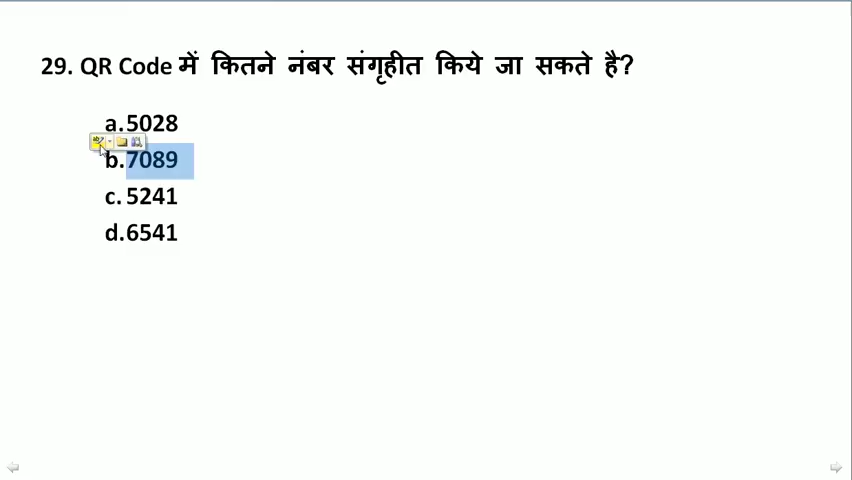 29. QR Code में कितने नंबर संगृहीत किये जा सकते है?
a. 5028
b. 7089
c. 5241
d. 6541